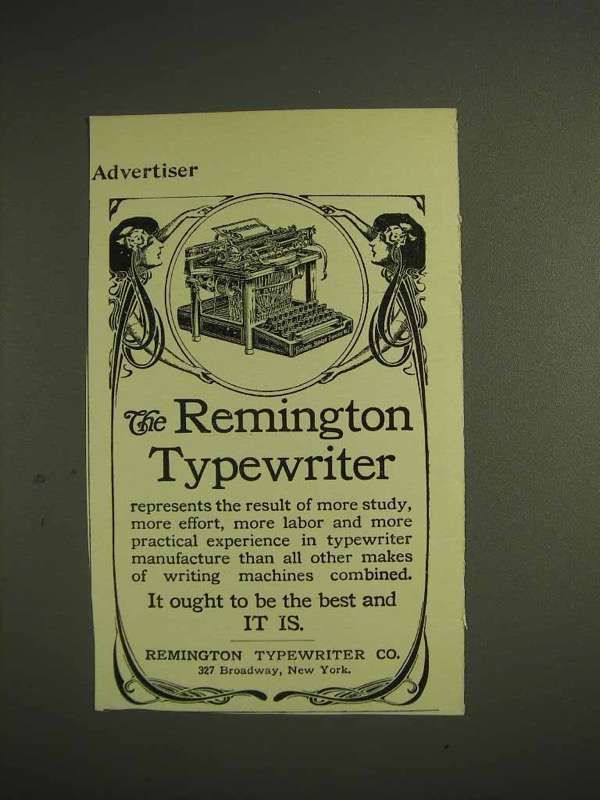 Advertiser
The Remington
Typewriter
represents the result of more study,
more effort, more labor and more
practical experience in typewriter
manufacture than all other makes
of writing machines combined.
It ought to be the best and
IT IS.
REMINGTON TYPEWRITER CO.
327 Broadway, New York.